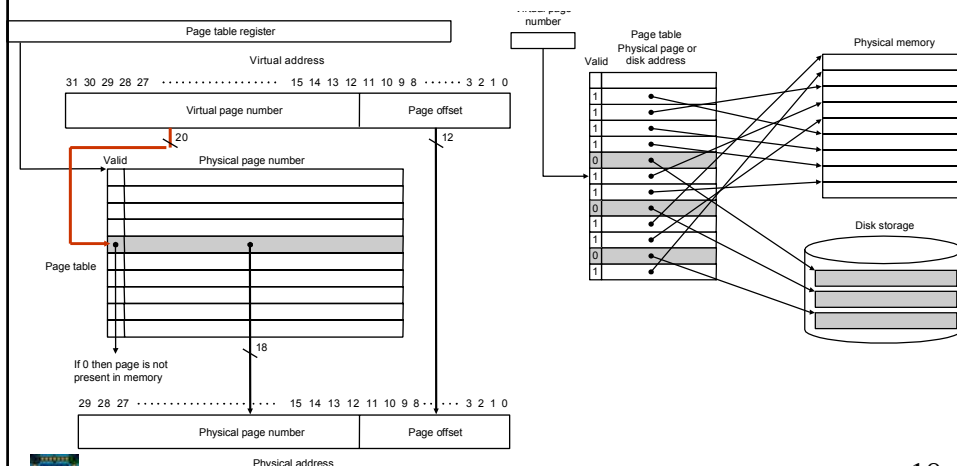 Page table register
Virtual address
31 30 29 28 27 ·················· 15 14 13 12 11 10 9 8 ······ 3 2 1 0
Virtual page number Page offset
20 12
Valid Physical page number
Page table
18
If 0 then page is not
present in memory
29 28 27 ·················· 15 14 13 12 11 10 9 8 ······ 3 2 1 0
Physical page number Page offset
Physical address
Virtual page
number
Page table
Physical page or
disk address
Valid
1
1
1
1
0
1
1
0
1
1
0
1
Physical memory
Disk storage